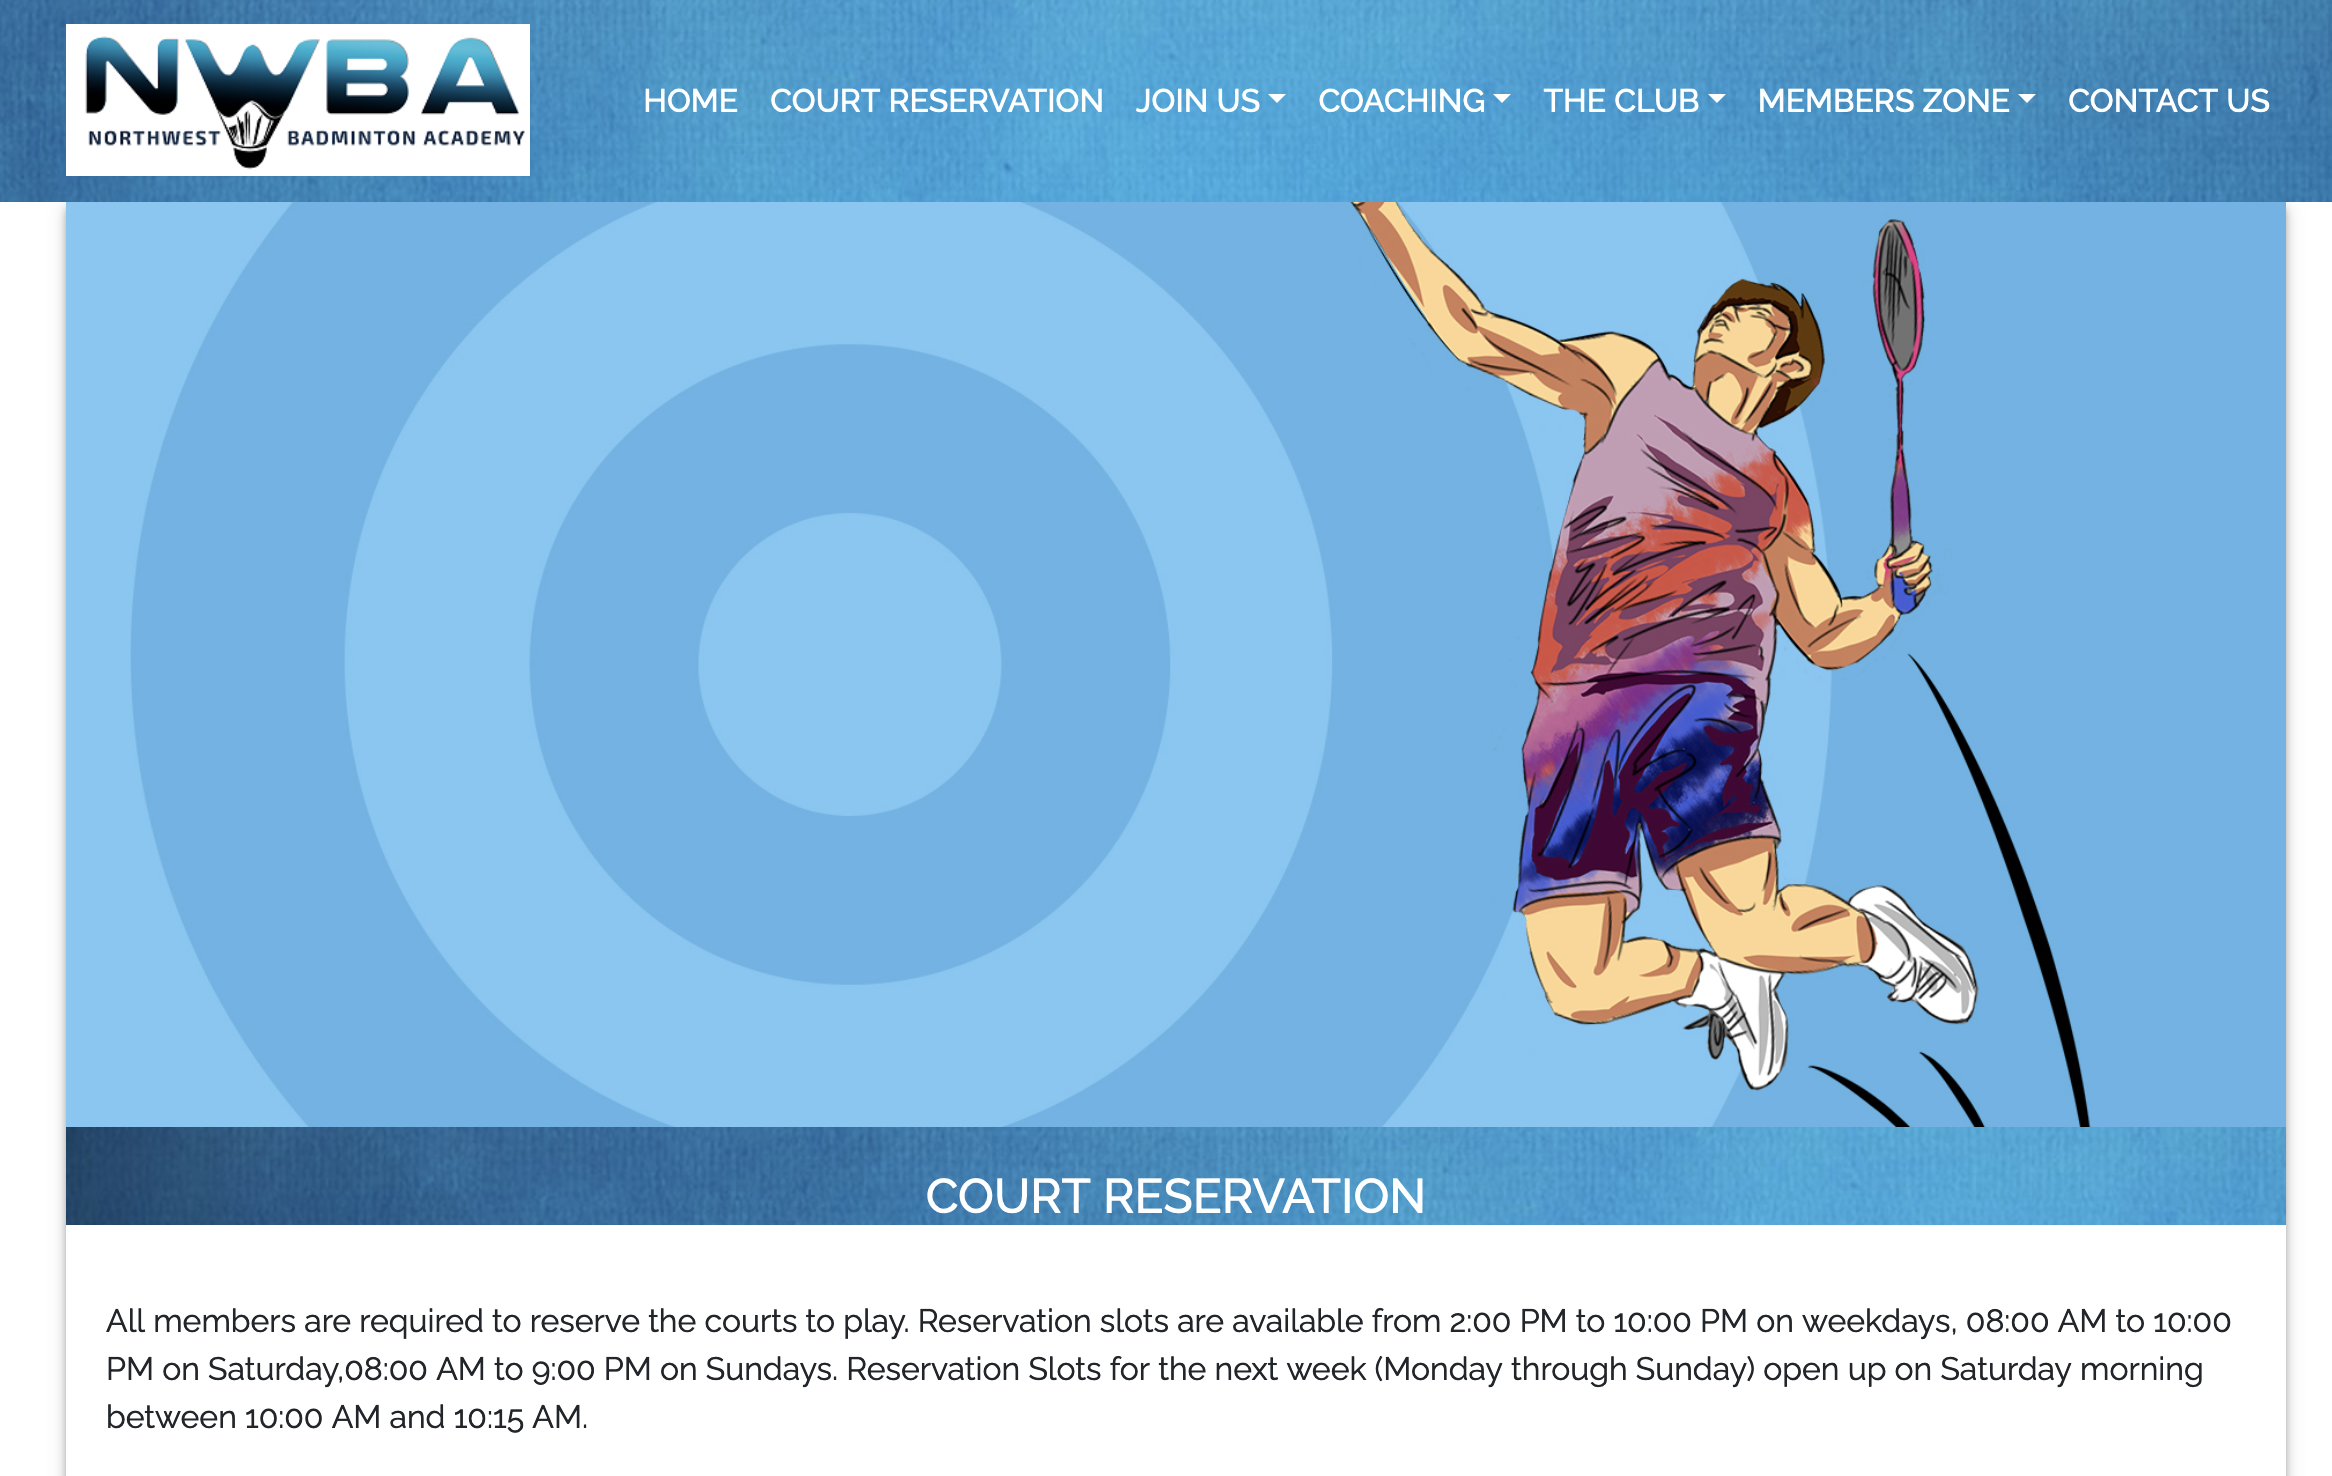 NWBA
NORTHWEST BADMINTON ACADEMY
HOME COURT RESERVATION JOIN US COACHING THE CLUB MEMBERS ZONE CONTACT US
COURT RESERVATION
All members are required to reserve the courts to play. Reservation slots are available from 2:00 PM to 10:00 PM on weekdays, 08:00 AM to 10:00
PM on Saturday,08:00 AM to 9:00 PM on Sundays. Reservation Slots for the next week (Monday through Sunday) open up on Saturday morning
between 10:00 AM and 10:15 AM.